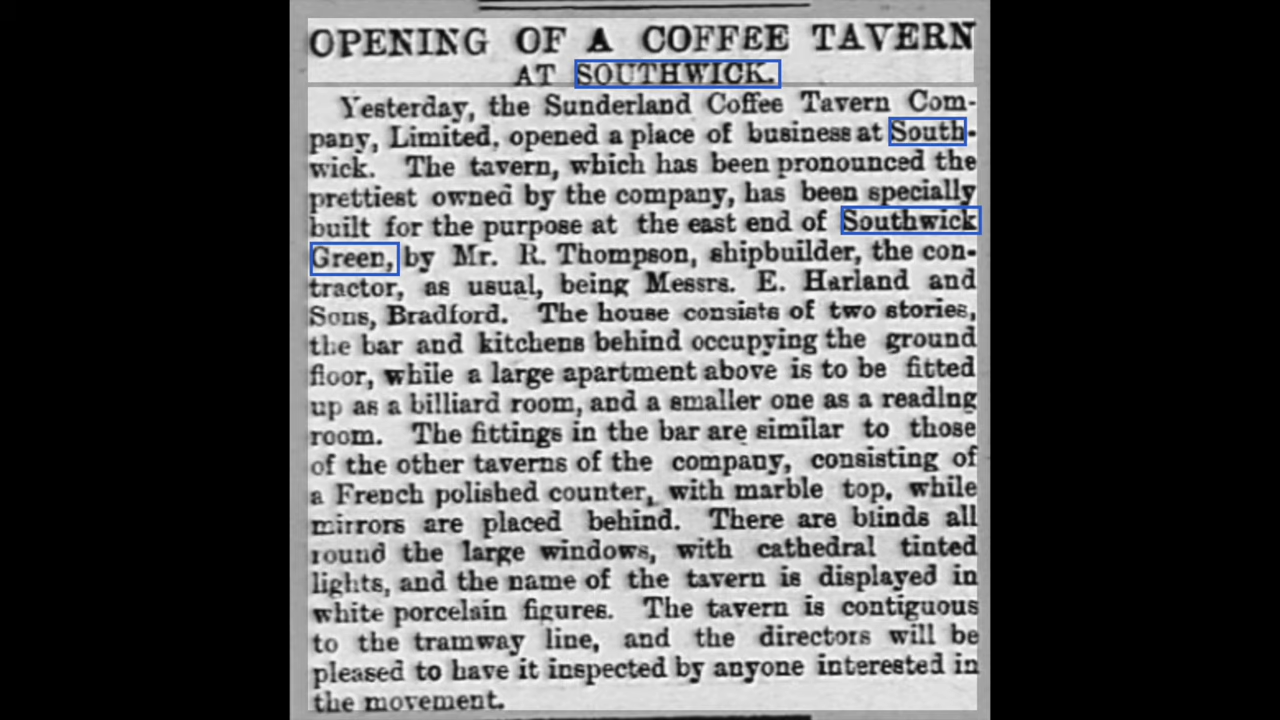 OPENING OF A COFFEE TAVERN
AT SOUTHWICK.
Yesterday, the Sunderland Coffee Tavern Com-
pany, Limited, opened a place of business at South-
wick. The tavern, which has been pronounced the
prettiest owned by the company, has been specially
built for the purpose at the east end of Southwick
Green, by Mr. R. Thompson, shipbuilder, the con-
tractor, as usual, being Messrs. E. Harland and
Sons, Bradford. The house consists of two stories,
the bar and kitchens behind occupying the ground
floor, while a large apartment above is to be fitted
up as a billiard room, and a smaller one as a reading
room. The fittings in the bar are similar to those
of the other taverns of the company, consisting of
a French polished counter, with marble top, while
mirrors are placed behind. There are blinds all
round the large windows, with cathedral tinted
lights, and the name of the tavern is displayed in
white porcelain figures. The tavern is contiguous
to the tramway line, and the directors will be
pleased to have it inspected by anyone interested in
the movement.